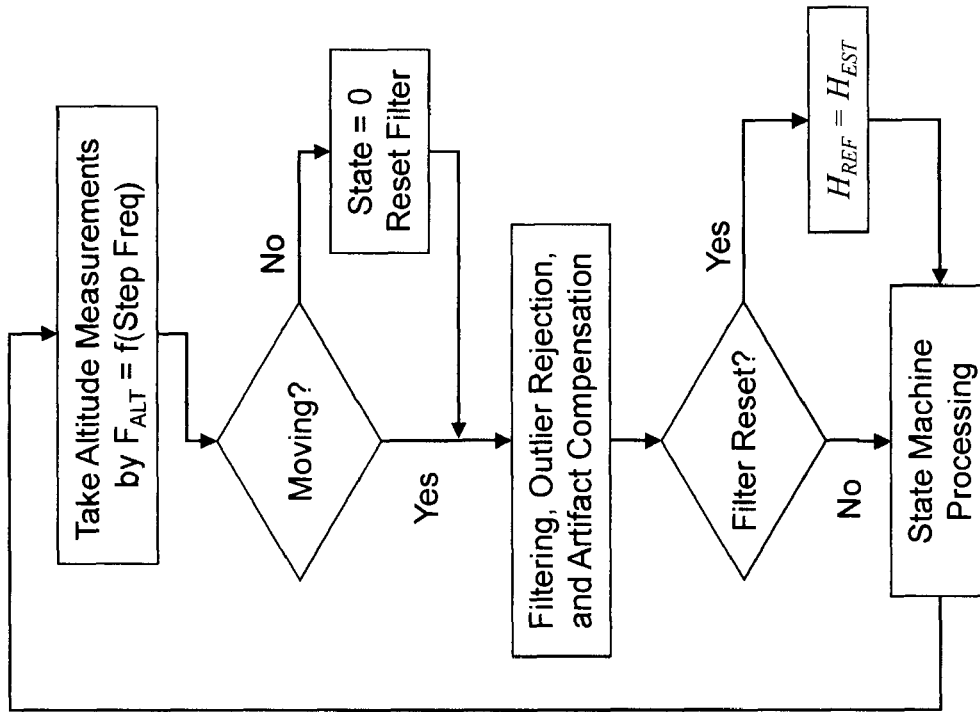 Take Altitude Measurements
by F_ALT = f(Step Freq)
Moving?
No
State = 0
Reset Filter
Yes
Filtering, Outlier Rejection,
and Artifact Compensation
Filter Reset?
Yes
H_REF = H_EST
No
State Machine
Processing